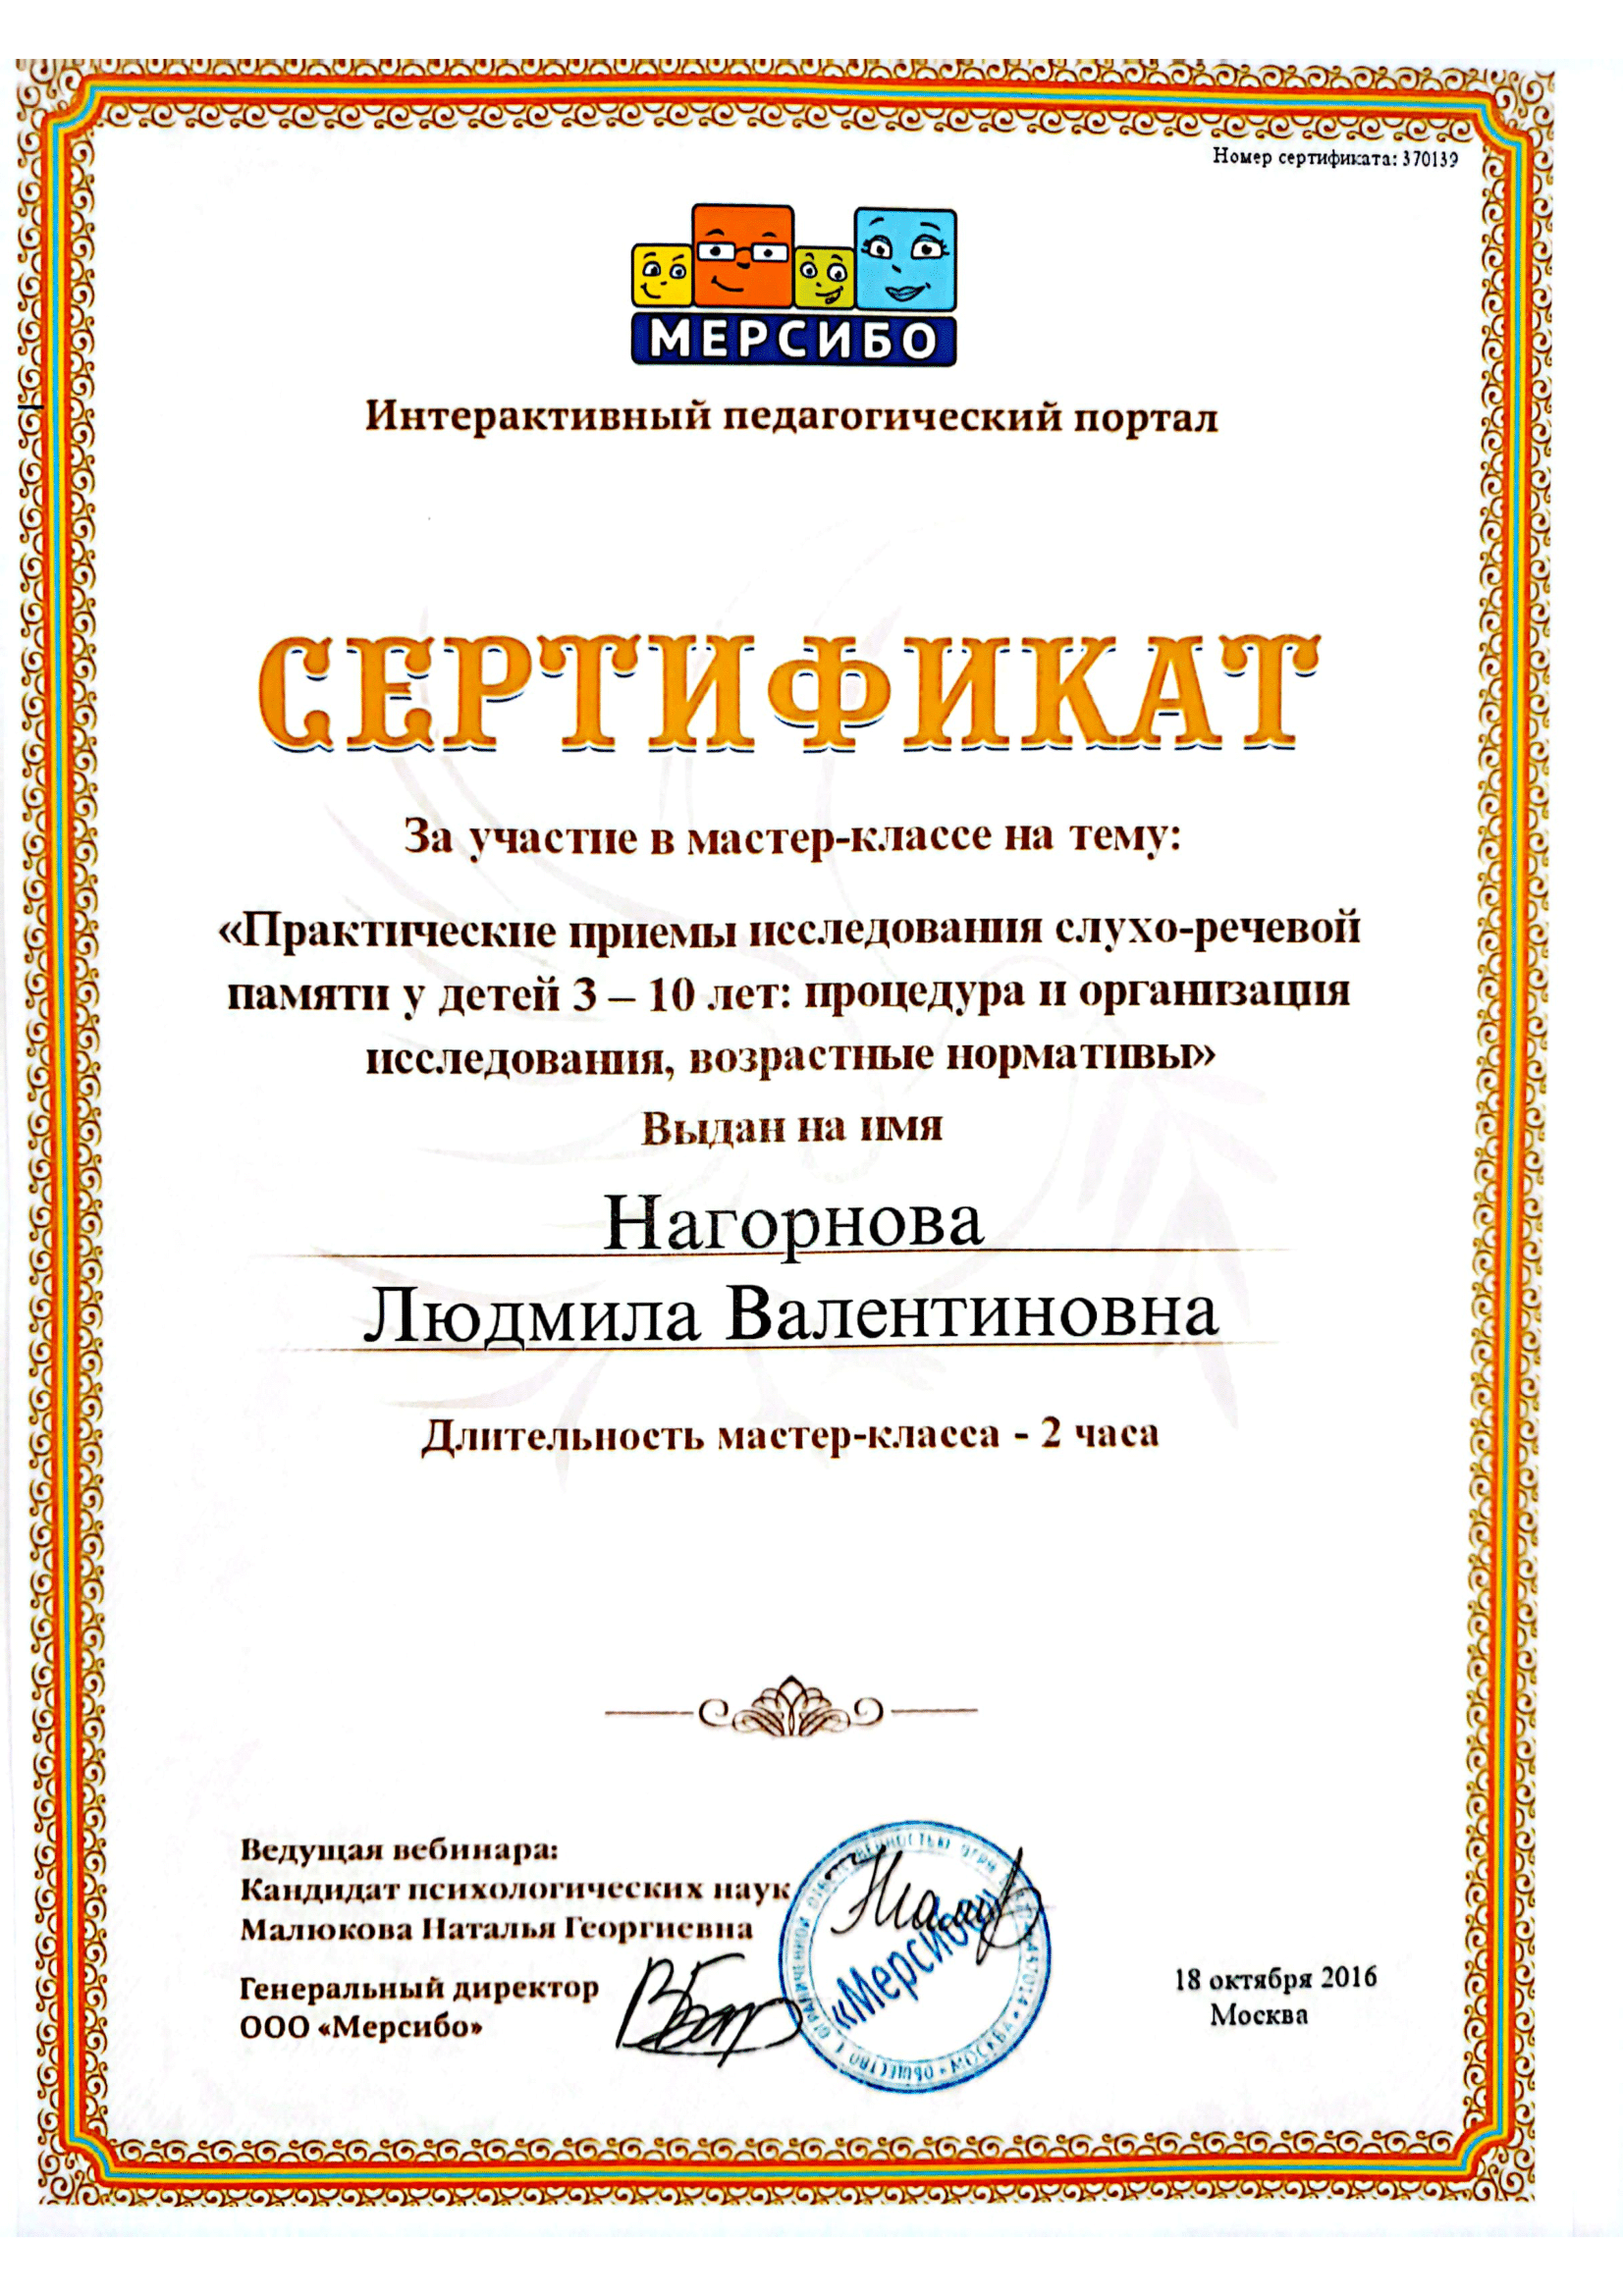 Номер сертификата: 370139
МЕРСИБО
Интерактивный педагогический портал
СЕРТИФИКАТ
За участие в мастер-классе на тему:
«Практические приемы исследования слухо-речевой
памяти у детей 3 – 10 лет: процедура и организация
исследования, возрастные нормативы»
Выдан на имя
Нагорнова
Людмила Валентиновна
Длительность мастер-класса - 2 часа
Ведущая вебинара:
Кандидат психологических наук
Малюкова Наталья Георгиевна
Генеральный директор
ООО «Мерсибо»
«Мерсибо»
18 октября 2016
Москва